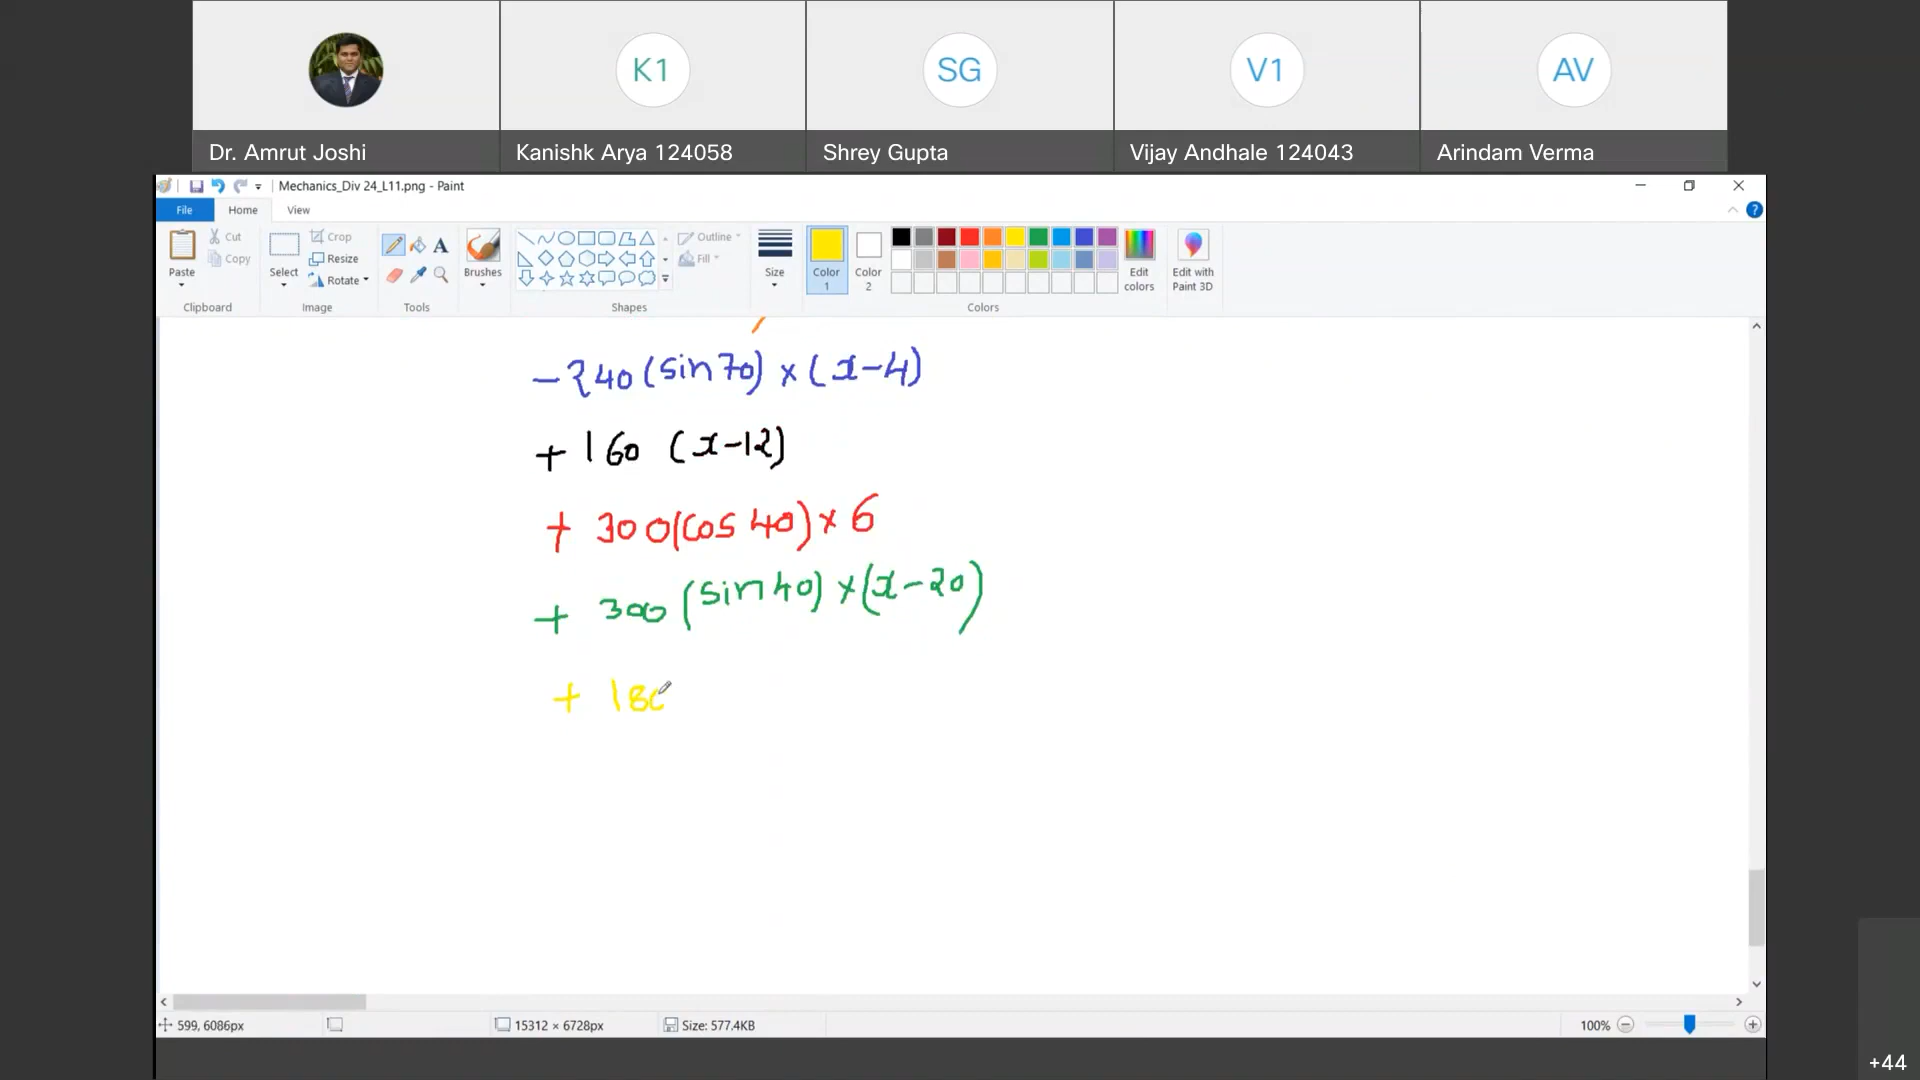 K1
SG
V1
AV
Dr. Amrut Joshi
Kanishk Arya 124058
Shrey Gupta
Vijay Andhale 124043
Arindam Verma
Mechanics_Div 24_L11.png - Paint
File
Home
View
Paste
Cut
Copy
Clipboard
Select
Crop
Resize
Rotate
Image
A
Tools
Brushes
Outline
Fill
Shapes
Size
Color 1
Color 2
Edit colors
Colors
Edit with Paint 3D
?
- 240 (sin 70) × (x-4)
+ 160 (x-12)
+ 300(cos 40) × 6
+ 300 (sin 40) × (x-20)
+ 180
599, 6086px
15312 × 6728px
Size: 577.4KB
100%
+44